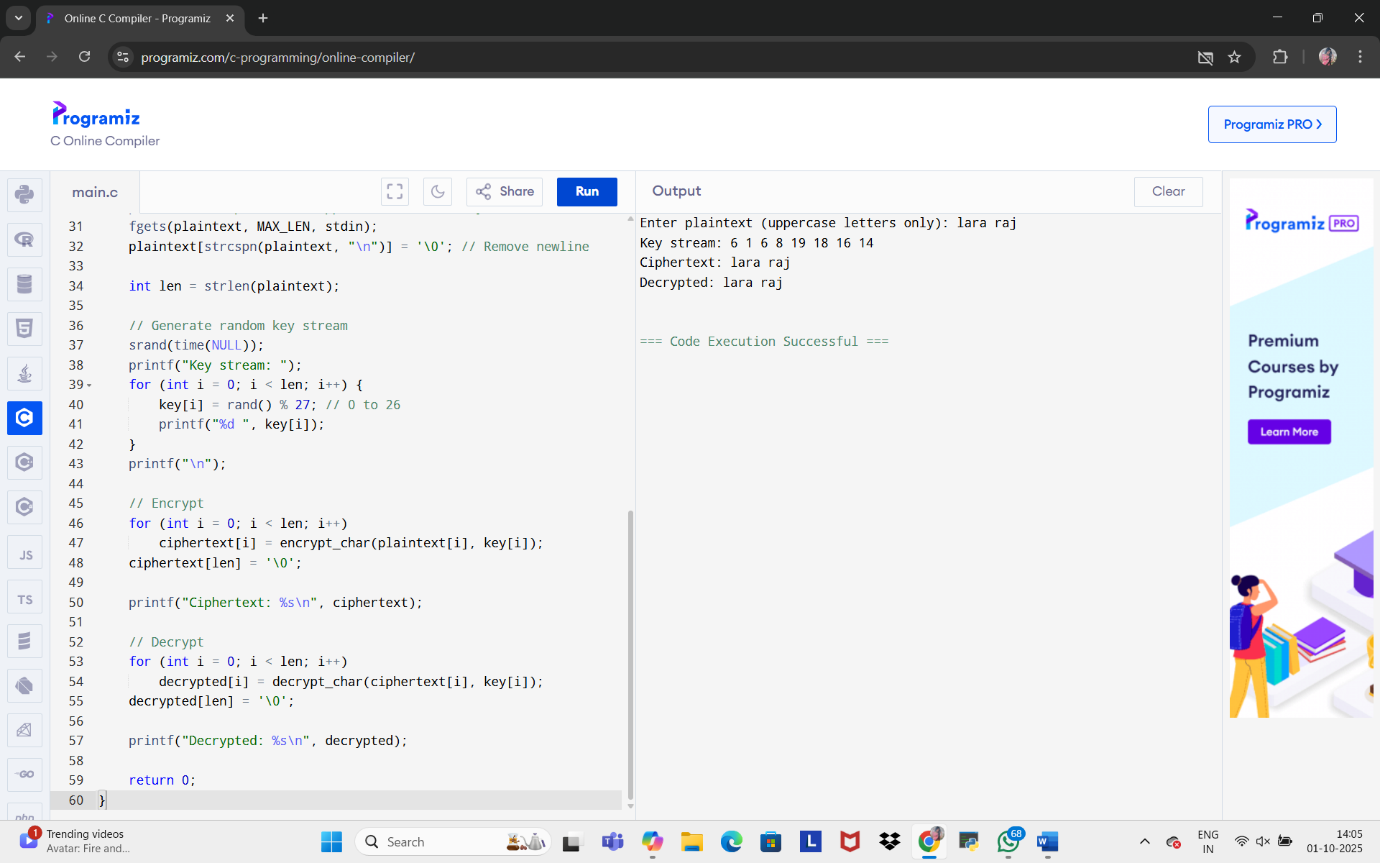 Online C Compiler - Programiz
programiz.com/c-programming/online-compiler/
Programiz
C Online Compiler
Programiz PRO
main.c
Share
Run
Output
Clear
31 fgets(plaintext, MAX_LEN, stdin);
32 plaintext[strcspn(plaintext, "\n")] = '\0'; // Remove newline
33
34 int len = strlen(plaintext);
35
36 // Generate random key stream
37 srand(time(NULL));
38 printf("Key stream: ");
39 for (int i = 0; i < len; i++) {
40 key[i] = rand() % 27; // 0 to 26
41 printf("%d ", key[i]);
42 }
43 printf("\n");
44
45 // Encrypt
46 for (int i = 0; i < len; i++)
47 ciphertext[i] = encrypt_char(plaintext[i], key[i]);
48 ciphertext[len] = '\0';
49
50 printf("Ciphertext: %s\n", ciphertext);
51
52 // Decrypt
53 for (int i = 0; i < len; i++)
54 decrypted[i] = decrypt_char(ciphertext[i], key[i]);
55 decrypted[len] = '\0';
56
57 printf("Decrypted: %s\n", decrypted);
58
59 return 0;
60 }
Enter plaintext (uppercase letters only): lara raj
Key stream: 6 1 6 8 19 18 16 14
Ciphertext: lara raj
Decrypted: lara raj
=== Code Execution Successful ===
Programiz PRO
Premium
Courses by
Programiz
Learn More
JS
TS
GO
php
1
Trending videos
Avatar: Fire and...
Search
L
68
W
ENG
IN
14:05
01-10-2025